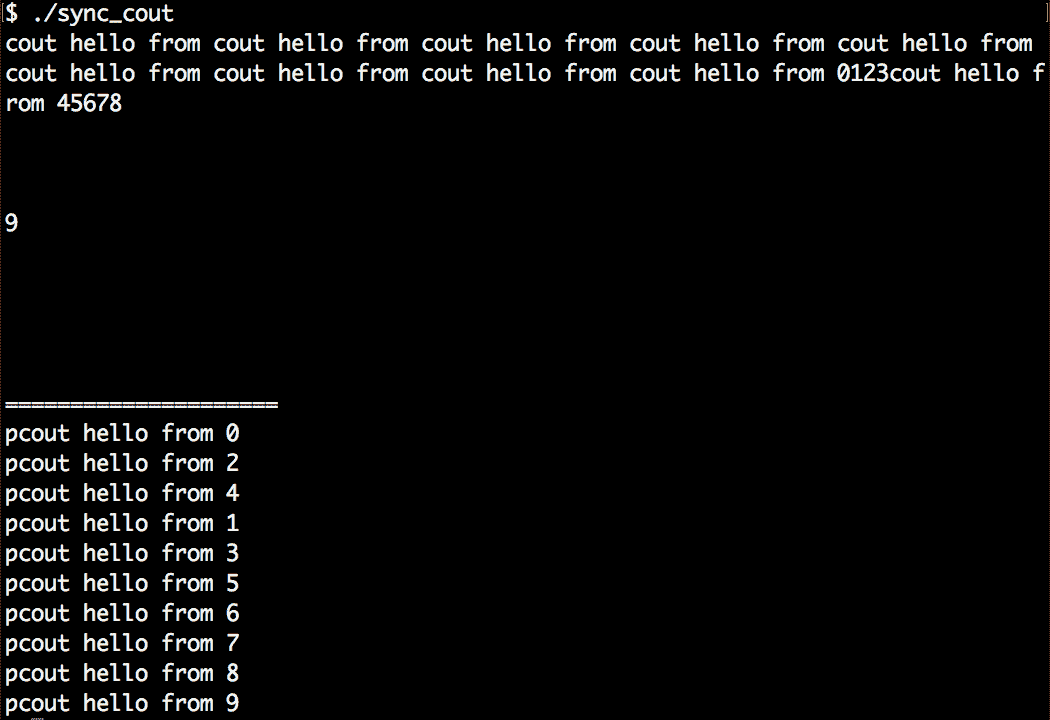 $ ./sync_cout
cout hello from cout hello from cout hello from cout hello from cout hello from
cout hello from cout hello from cout hello from cout hello from 0123cout hello f
rom 45678
9
=====================
pcout hello from 0
pcout hello from 2
pcout hello from 4
pcout hello from 1
pcout hello from 3
pcout hello from 5
pcout hello from 6
pcout hello from 7
pcout hello from 8
pcout hello from 9